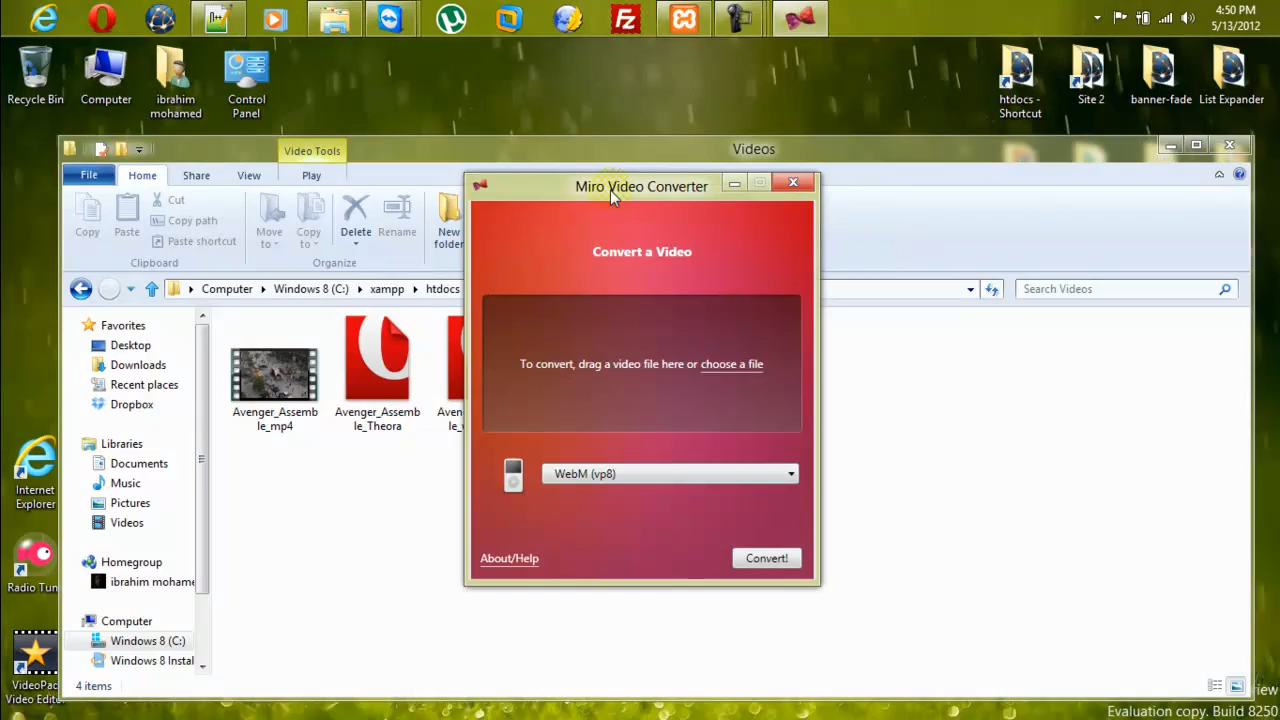 4:50 PM
5/13/2012
Recycle Bin
Computer
ibrahim
mohamed
Control
Panel
htdocs -
Shortcut
Site 2
banner-fade
List Expander
Video Tools
Videos
File
Home
Share
View
Play
Copy
Paste
Cut
Copy path
Paste shortcut
Clipboard
Move
to
Copy
to
Delete
Rename
New
folder
Organize
Computer
Windows 8 (C:)
xampp
htdocs
Search Videos
Favorites
Desktop
Downloads
Recent places
Dropbox
Libraries
Documents
Music
Pictures
Videos
Homegroup
ibrahim mohame
Computer
Windows 8 (C:)
Windows 8 Instal
4 items
Avenger_Assemb
le_mp4
Avenger_Assemb
le_Theora
Miro Video Converter
Convert a Video
To convert, drag a video file here or choose a file
WebM (vp8)
About/Help
Convert!
Internet
Explorer
Radio Tun
VideoPad
Video Edito
Evaluation copy. Build 8250